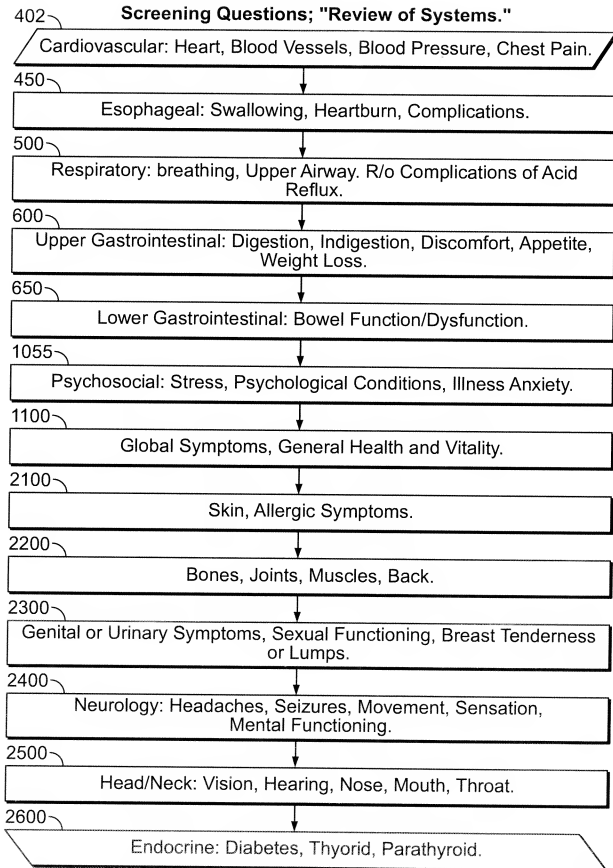 Screening Questions; "Review of Systems."
402
Cardiovascular: Heart, Blood Vessels, Blood Pressure, Chest Pain.
450
Esophageal: Swallowing, Heartburn, Complications.
500
Respiratory: breathing, Upper Airway. R/o Complications of Acid
Reflux.
600
Upper Gastrointestinal: Digestion, Indigestion, Discomfort, Appetite,
Weight Loss.
650
Lower Gastrointestinal: Bowel Function/Dysfunction.
1055
Psychosocial: Stress, Psychological Conditions, Illness Anxiety.
1100
Global Symptoms, General Health and Vitality.
2100
Skin, Allergic Symptoms.
2200
Bones, Joints, Muscles, Back.
2300
Genital or Urinary Symptoms, Sexual Functioning, Breast Tenderness
or Lumps.
2400
Neurology: Headaches, Seizures, Movement, Sensation,
Mental Functioning.
2500
Head/Neck: Vision, Hearing, Nose, Mouth, Throat.
2600
Endocrine: Diabetes, Thyorid, Parathyroid.